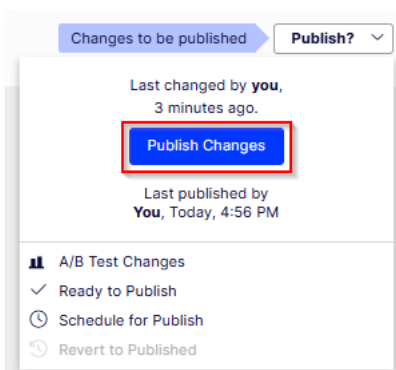 Changes to be published
Publish?
Last changed by you,
3 minutes ago.
Publish Changes
Last published by
You, Today, 4:56 PM
A/B Test Changes
Ready to Publish
Schedule for Publish
Revert to Published